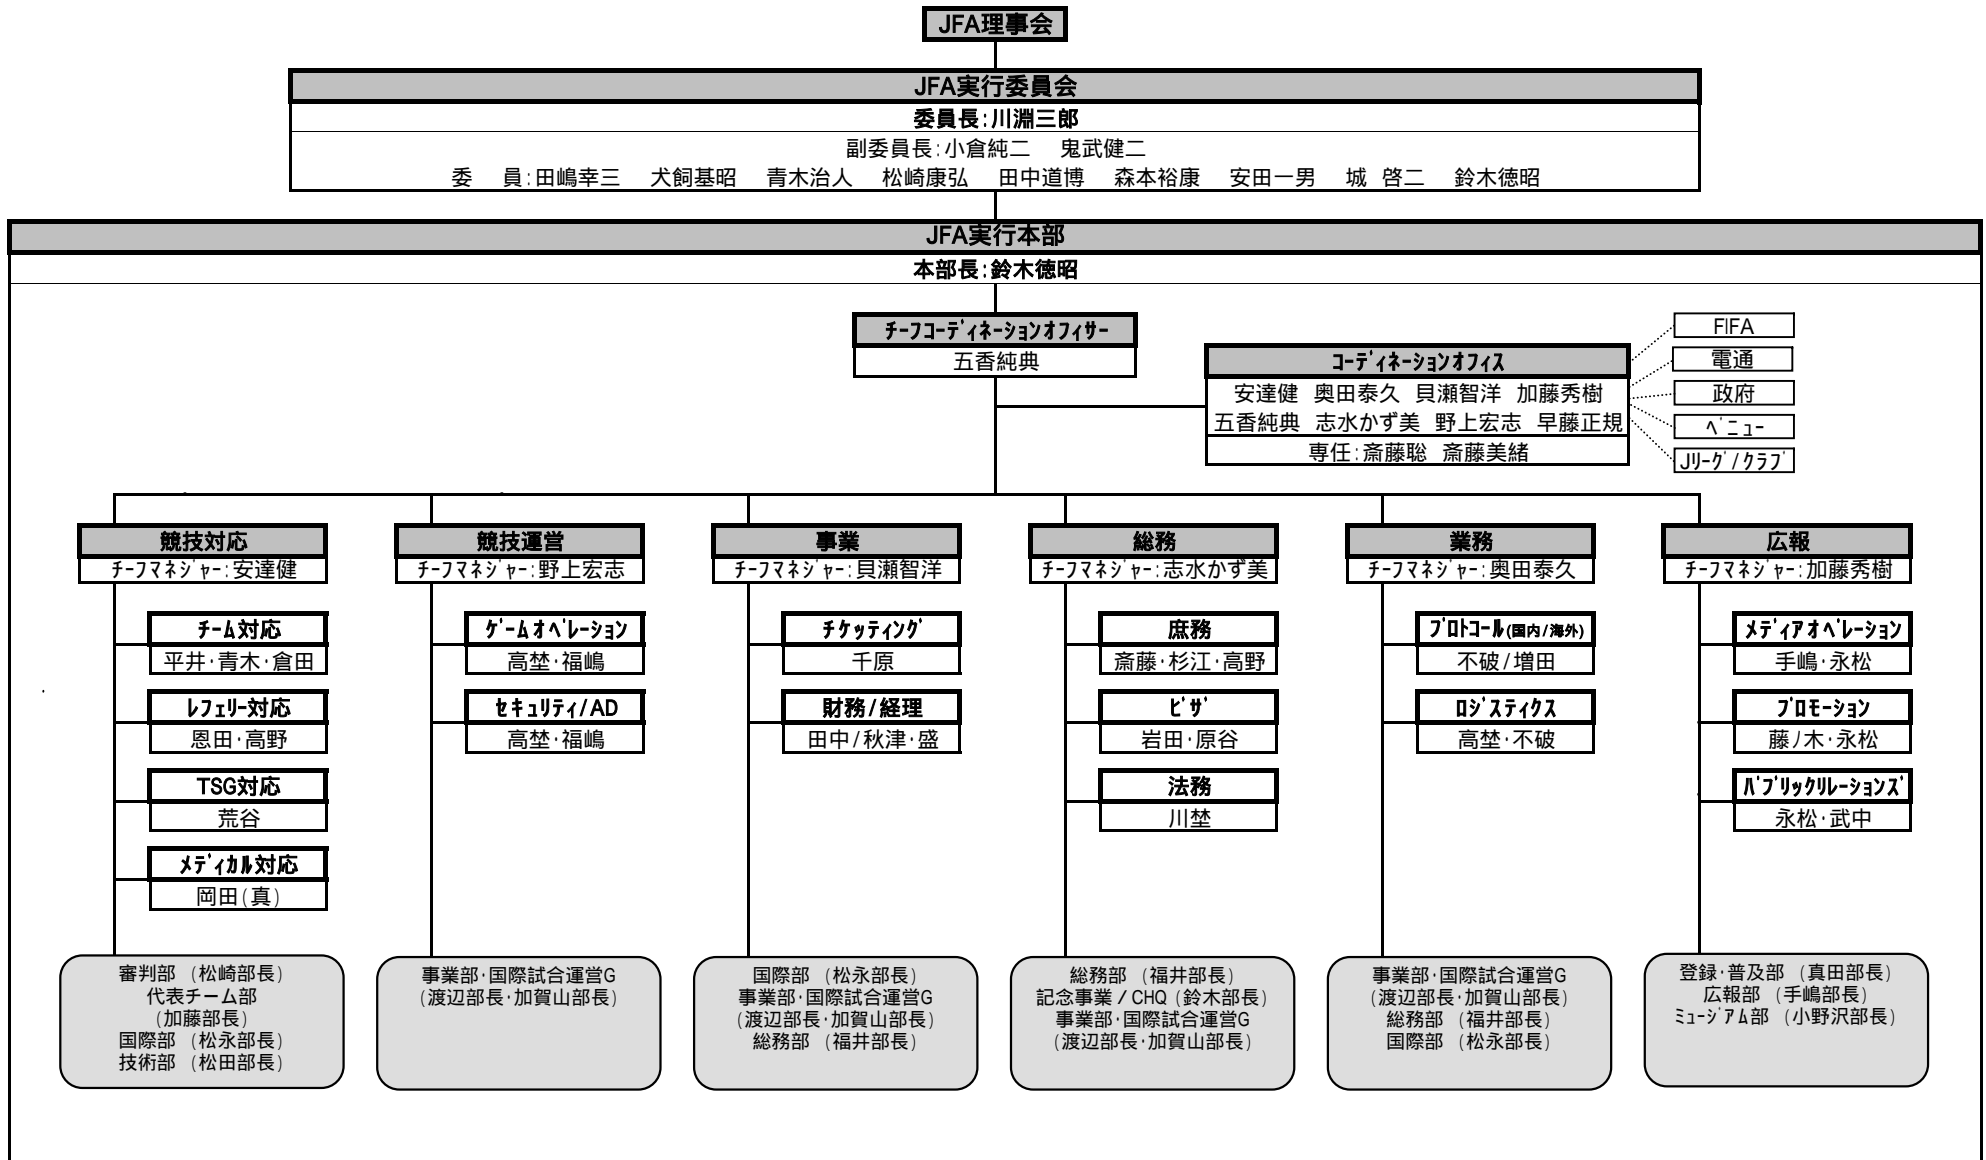 JFA理事会
JFA実行委員会
委員長:川淵三郎
副委員長:小倉純二 鬼武健二
委 員:田嶋幸三 犬飼基昭 青木治人 松崎康弘 田中道博 森本裕康 安田一男 城 啓二 鈴木徳昭
JFA実行本部
本部長:鈴木徳昭
チーフコーディネーションオフィサー
五香純典
コーディネーションオフィス
安達健 奥田泰久 貝瀬智洋 加藤秀樹
五香純典 志水かず美 野上宏志 早藤正規
専任:斎藤聡 斎藤美緒
FIFA
電通
政府
ベニュー
Jリーグ/クラブ
競技対応
チーフマネジャー:安達健
チーム対応
平井・青木・倉田
レフェリー対応
恩田・高野
TSG対応
荒谷
メディカル対応
岡田(真)
審判部 (松崎部長)
代表チーム部
(加藤部長)
国際部 (松永部長)
技術部 (松田部長)
競技運営
チーフマネジャー:野上宏志
ゲームオペレーション
高埜・福嶋
セキュリティ/AD
高埜・福嶋
事業部・国際試合運営G
(渡辺部長・加賀山部長)
事業
チーフマネジャー:貝瀬智洋
チケッティング
千原
財務/経理
田中/秋津・盛
国際部 (松永部長)
事業部・国際試合運営G
(渡辺部長・加賀山部長)
総務部 (福井部長)
総務
チーフマネジャー:志水かず美
庶務
斎藤・杉江・高野
ビザ
岩田・原谷
法務
川埜
総務部 (福井部長)
記念事業/CHQ (鈴木部長)
事業部・国際試合運営G
(渡辺部長・加賀山部長)
業務
チーフマネジャー:奥田泰久
プロトコール(国内/海外)
不破/増田
ロジスティクス
高埜・不破
事業部・国際試合運営G
(渡辺部長・加賀山部長)
総務部 (福井部長)
国際部 (松永部長)
広報
チーフマネジャー:加藤秀樹
メディアオペレーション
手嶋・永松
プロモーション
藤ノ木・永松
パブリックリレーションズ
永松・武中
登録・普及部 (真田部長)
広報部 (手嶋部長)
ミュージアム部 (小野沢部長)